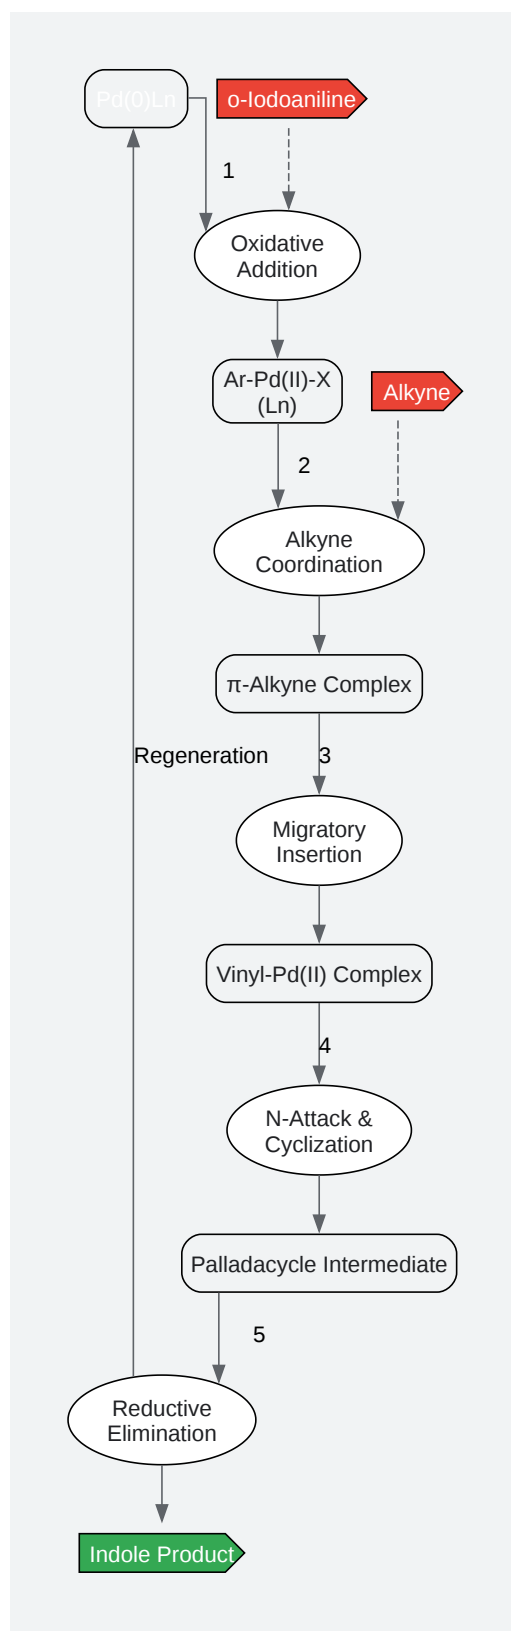 Pd(0)Ln
o-Iodoaniline
1
Oxidative
Addition
Ar-Pd(II)-X
(Ln)
Alkyne
2
Alkyne
Coordination
π-Alkyne Complex
Regeneration
3
Migratory
Insertion
Vinyl-Pd(II) Complex
4
N-Attack &
Cyclization
Palladacycle Intermediate
5
Reductive
Elimination
Indole Product